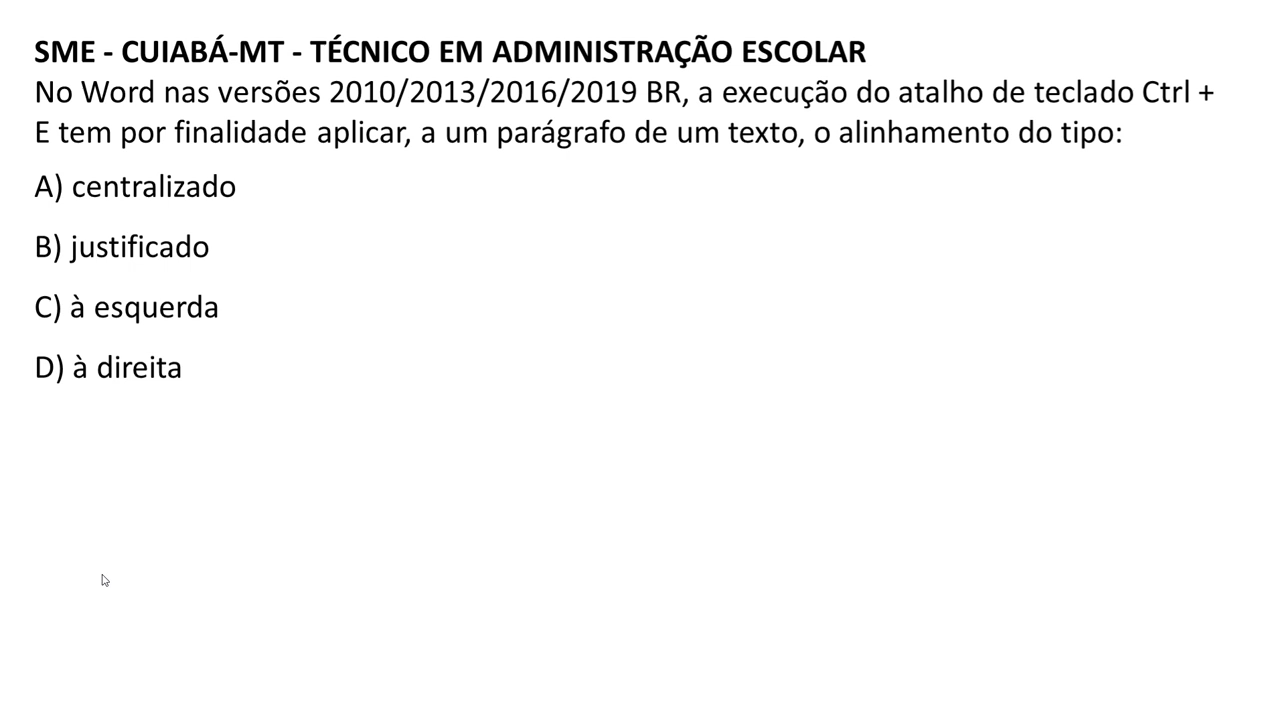 SME - CUIABÁ-MT - TÉCNICO EM ADMINISTRAÇÃO ESCOLAR
No Word nas versões 2010/2013/2016/2019 BR, a execução do atalho de teclado Ctrl +
E tem por finalidade aplicar, a um parágrafo de um texto, o alinhamento do tipo:
A) centralizado
B) justificado
C) à esquerda
D) à direita